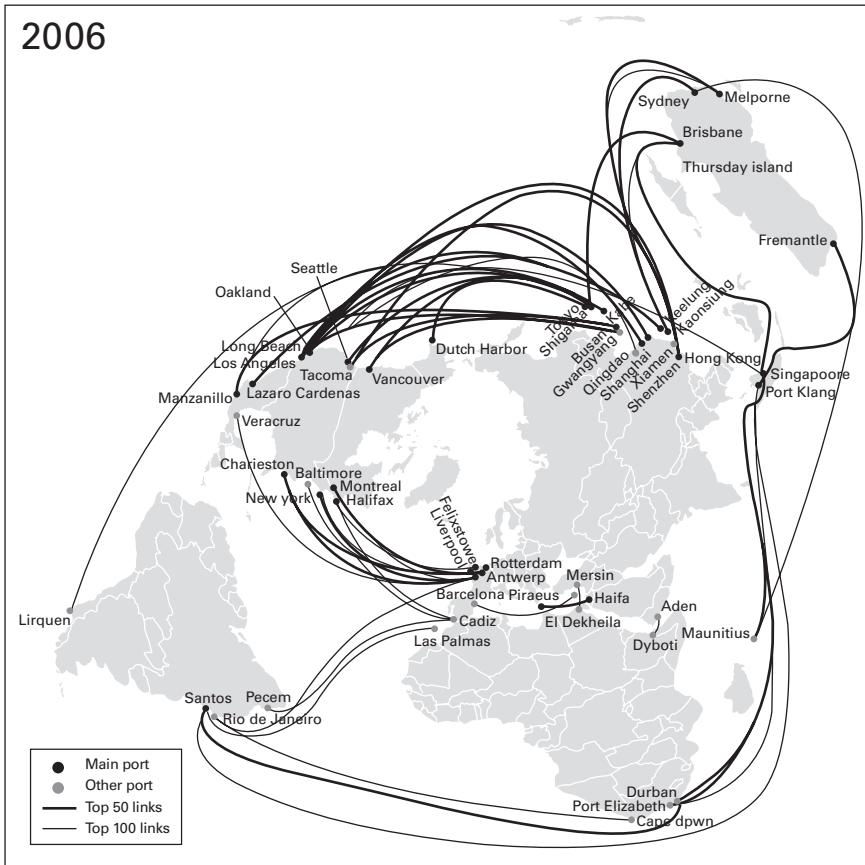 2006
Sydney
Melporne
Brisbane
Thursday island
Fremantle
Seattle
Oakland
Tokyo
Shigaraa
Busan
Kabe
Gwangyang
Qingdao
Shanghai
Xiamen
Shenzhen
Keelung
Kaonsiung
Hong Kong
Long Beach
Los Angeles
Tacoma
Vancouver
Dutch Harbor
Singapoore
Port Klang
Manzanillo
Lazaro Cardenas
Veracruz
Charieston
Baltimore
Montreal
New york
Halifax
Felixstowe
Liverpool
Rotterdam
Antwerp
Mersin
Barcelona
Piraeus
Haifa
Aden
Lirquen
Cadiz
El Dekheila
Maunitius
Las Palmas
Dyboti
Santos
Pecem
Rio de Janeiro
Durban
Port Elizabeth
Cape dpwn
Main port
Other port
Top 50 links
Top 100 links